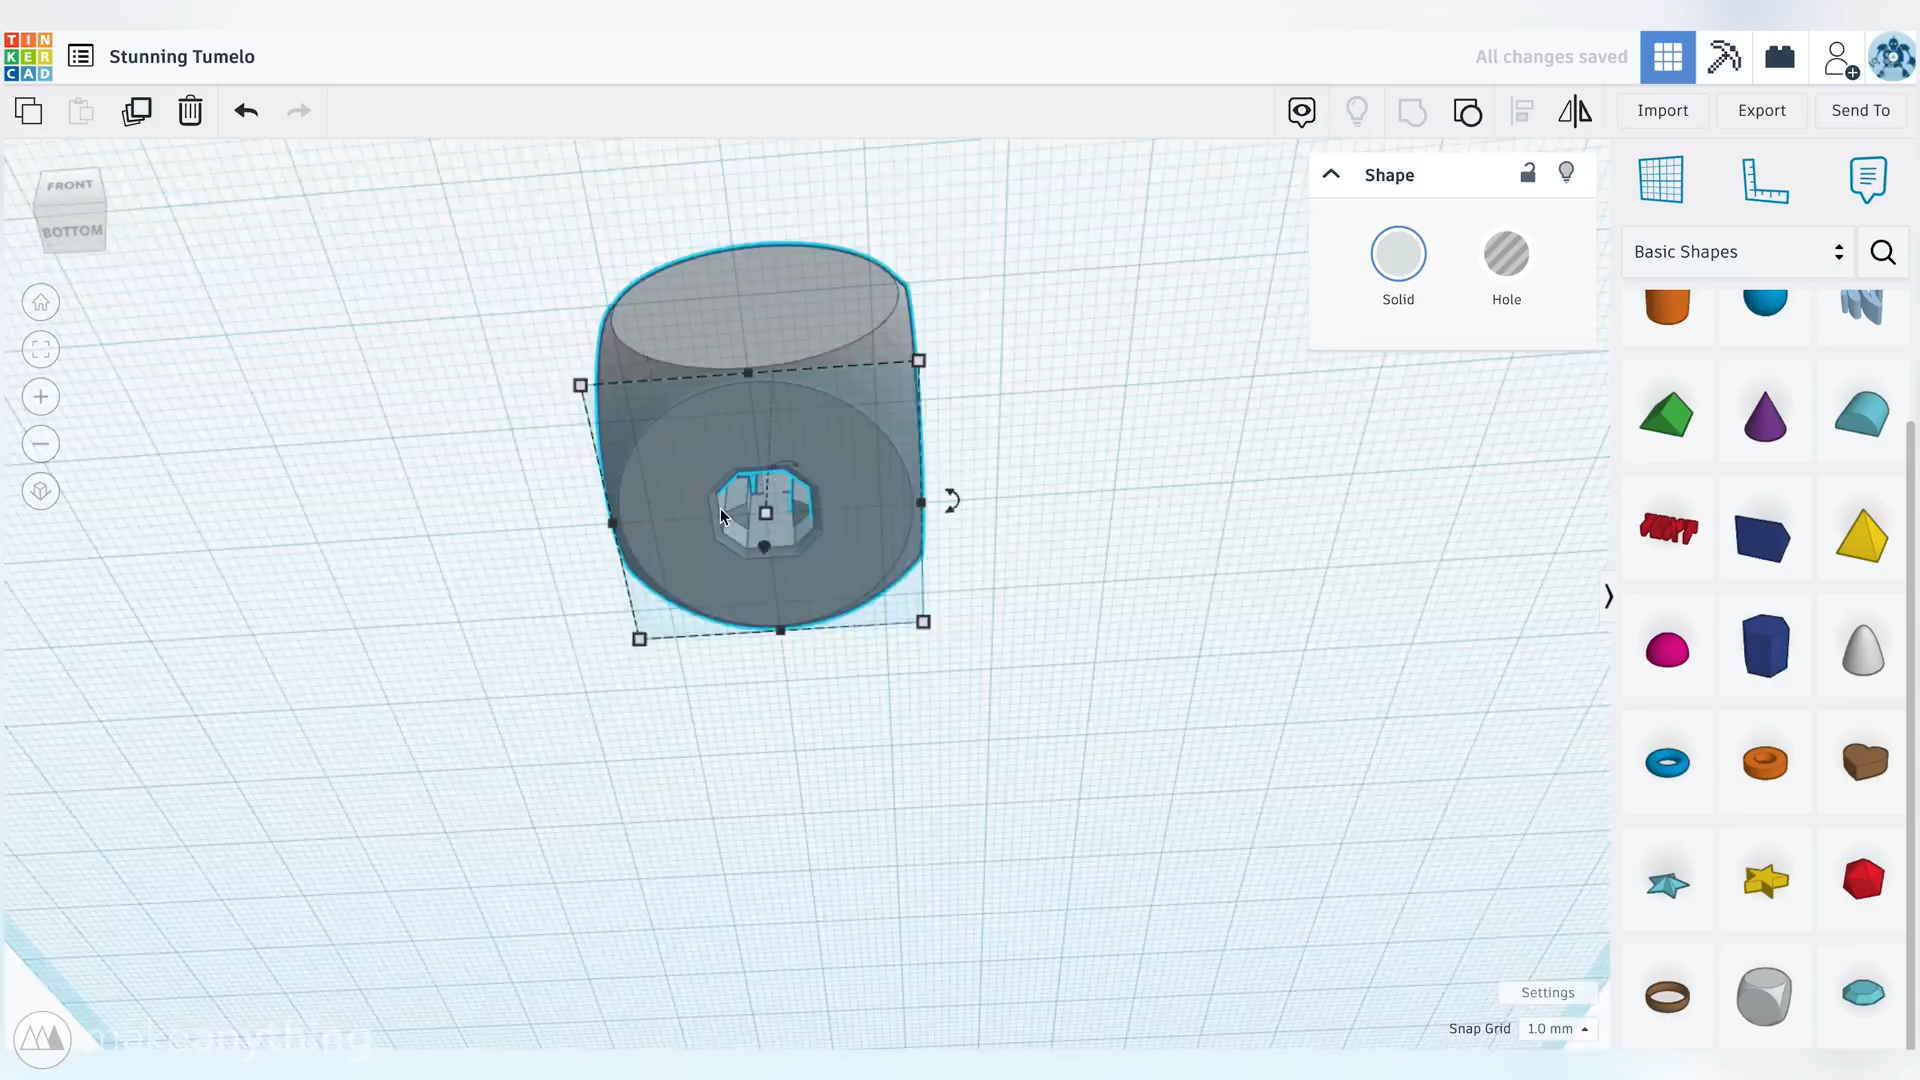 TIN
KER
CAD
Stunning Tumelo
All changes saved
Import
Export
Send To
FRONT
BOTTOM
Shape
Solid
Hole
Basic Shapes
TEXT
Settings
Snap Grid
1.0 mm